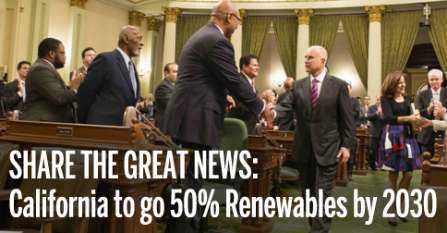 SHARE THE GREAT NEWS:
California to go 50% Renewables by 2030